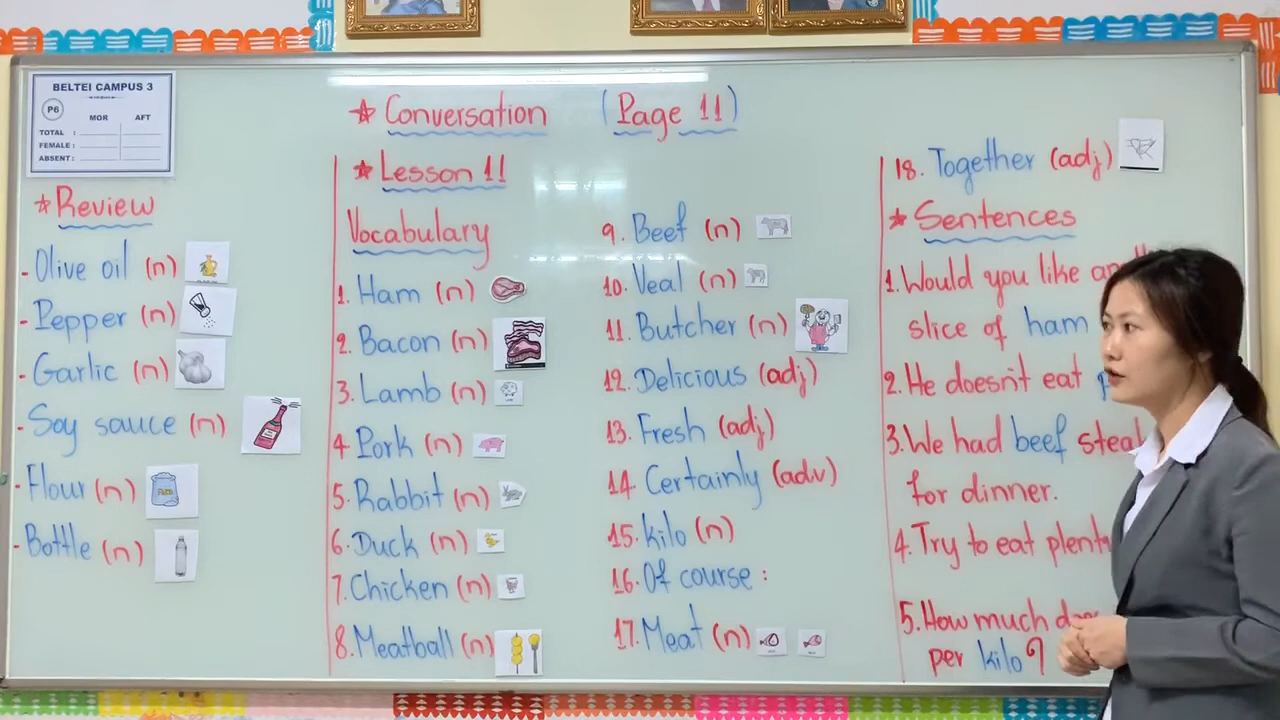 BELTEI CAMPUS 3
P6
MOR AFT
TOTAL :
FEMALE :
ABSENT :
* Conversation (Page 11)
* Review
- Olive oil (n)
- Pepper (n)
- Garlic (n)
- Soy sauce (n)
- Flour (n)
- Bottle (n)
* Lesson 11
Vocabulary
1. Ham (n)
2. Bacon (n)
3. Lamb (n)
4 Pork (n)
5. Rabbit (n)
6. Duck (n)
7. Chicken (n)
8. Meatball (n)
9. Beef (n)
10. Veal (n)
11. Butcher (n)
12. Delicious (adj)
13. Fresh (adj)
14. Certainly (adv)
15. kilo (n)
16. Of course :
17. Meat (n)
18. Together (adj)
* Sentences
1. Would you like
slice of ham
2. He doesn't eat
3. We had beef
for dinner.
4. Try to eat
5. How much
per kilo?